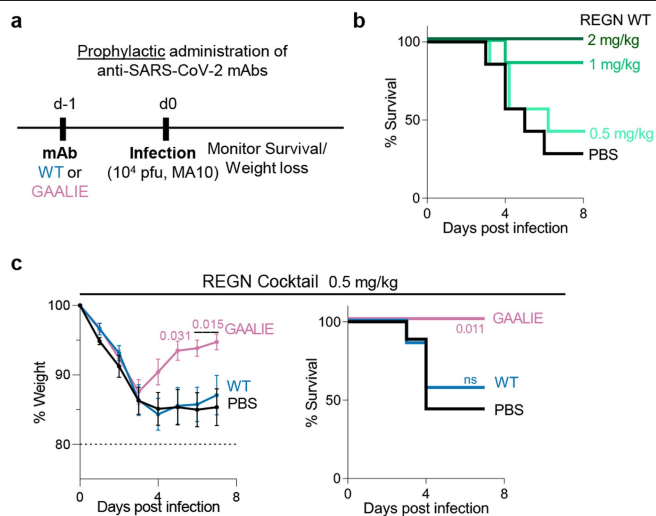 a
Prophylactic administration of
anti-SARS-CoV-2 mAbs
d-1 d0
mAb
WT or
GAALIE
Infection
(10⁴ pfu, MA10)
Monitor Survival/
Weight loss
b
REGN WT
2 mg/kg
1 mg/kg
0.5 mg/kg
PBS
% Survival
100
50
0
0 4 8
Days post infection
c
REGN Cocktail 0.5 mg/kg
% Weight
100
90
80
0.031
0.015
GAALIE
WT
PBS
0 4 8
Days post infection
% Survival
100
50
0
GAALIE
0.011
ns
WT
PBS
0 4 8
Days post infection